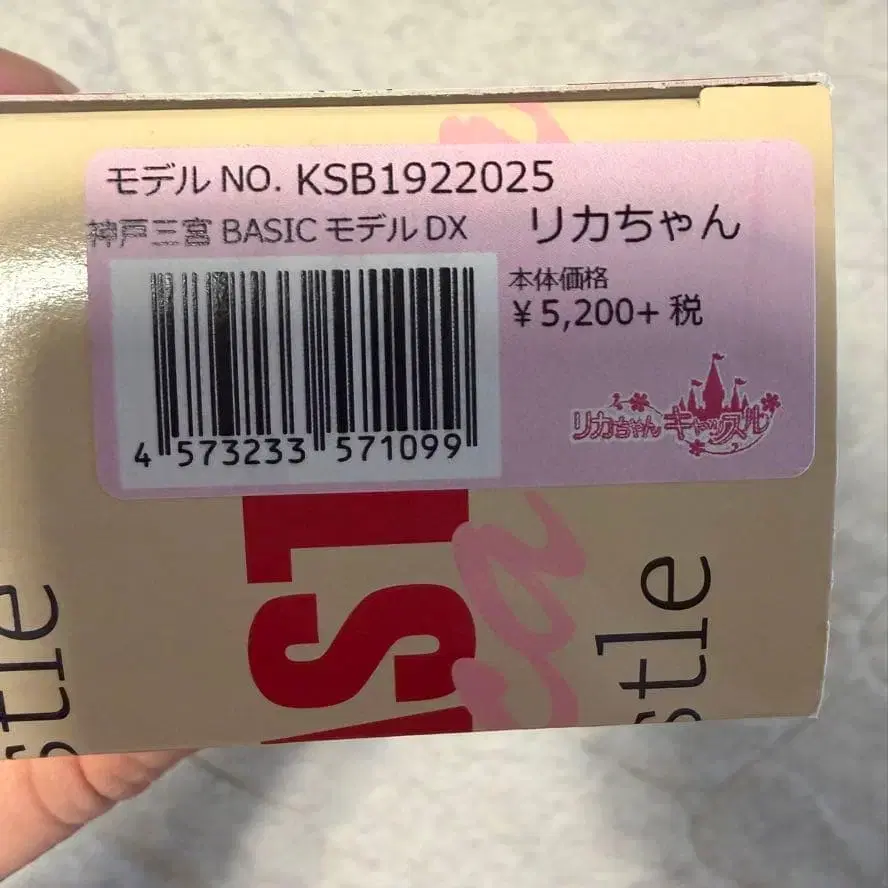 モデル NO. KSB1922025
神戸三宮 BASIC モデル DX リカちゃん
本体価格
¥5,200+ 税
4 573233 571099
リカちゃん キャッスル
stle
stle